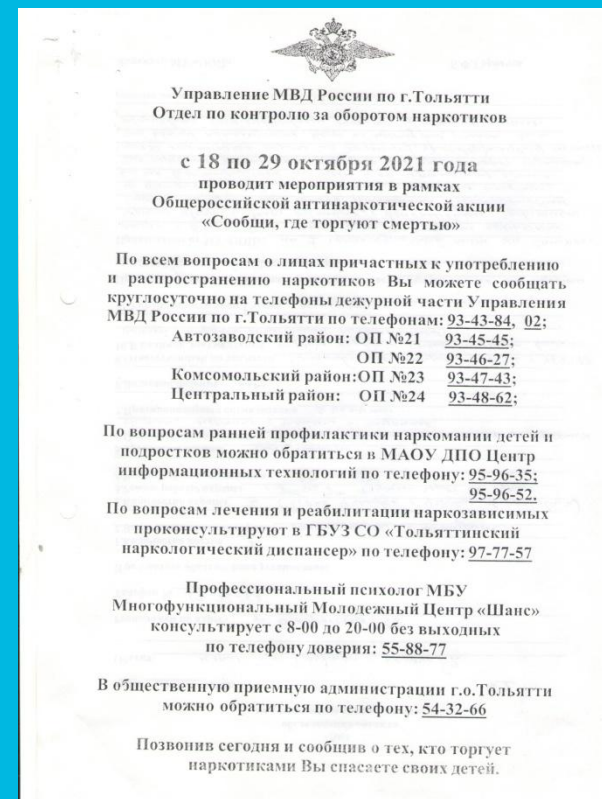 Управление МВД России по г.Тольятти
Отдел по контролю за оборотом наркотиков
с 18 по 29 октября 2021 года
проводит мероприятия в рамках
Общероссийской антинаркотической акции
«Сообщи, где торгуют смертью»
По всем вопросам о лицах причастных к употреблению
и распространению наркотиков Вы можете сообщать
круглосуточно на телефоны дежурной части Управления
МВД России по г.Тольятти по телефонам: 93-43-84, 02;
Автозаводский район: ОП №21 93-45-45;
ОП №22 93-46-27;
Комсомольский район:ОП №23 93-47-43;
Центральный район: ОП №24 93-48-62;
По вопросам ранней профилактики наркомании детей и
подростков можно обратиться в МАОУ ДПО Центр
информационных технологий по телефону: 95-96-35;
95-96-52.
По вопросам лечения и реабилитации наркозависимых
проконсультируют в ГБУЗ СО «Тольяттинский
наркологический диспансер» по телефону: 97-77-57
Профессиональный психолог МБУ
Многофункциональный Молодежный Центр «Шанс»
консультирует с 8-00 до 20-00 без выходных
по телефону доверия: 55-88-77
В общественную приемную администрации г.о.Тольятти
можно обратиться по телефону: 54-32-66
Позвонив сегодня и сообщив о тех, кто торгует
наркотиками Вы спасаете своих детей.